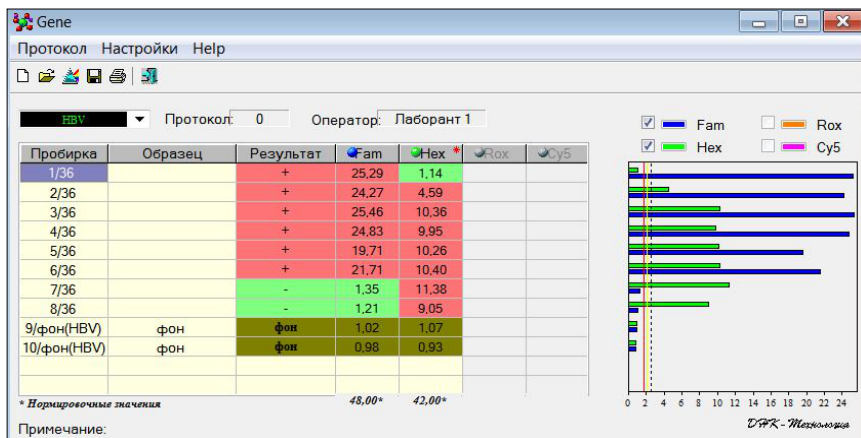 Gene
Протокол Настройки Help
HBV Протокол: 0 Оператор: Лаборант 1
Fam Rox
Hex Cy5
Пробирка Образец Результат Fam Hex * Rox Cy5
1/36 + 25,29 1,14
2/36 + 24,27 4,59
3/36 + 25,46 10,36
4/36 + 24,83 9,95
5/36 + 19,71 10,26
6/36 + 21,71 10,40
7/36 - 1,35 11,38
8/36 - 1,21 9,05
9/фон(HBV) фон фон 1,02 1,07
10/фон(HBV) фон фон 0,98 0,93
* Нормировочные значения 48,00* 42,00*
0 2 4 6 8 10 12 14 16 18 20 22 24
Примечание:
ДНК - Технология